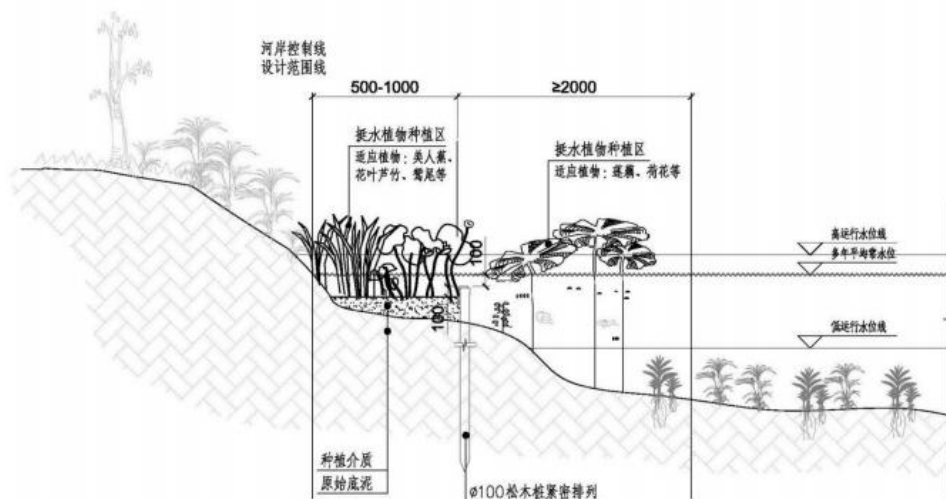 河岸控制线
设计范围线
500-1000
≥2000
挺水植物种植区
适应植物：美人蕉、
花叶芦竹、鸢尾等
挺水植物种植区
适应植物：莲藕、荷花等
高运行水位线
多年平均常水位
100
100
低运行水位线
种植介质
原始底泥
ø100松木桩紧密排列